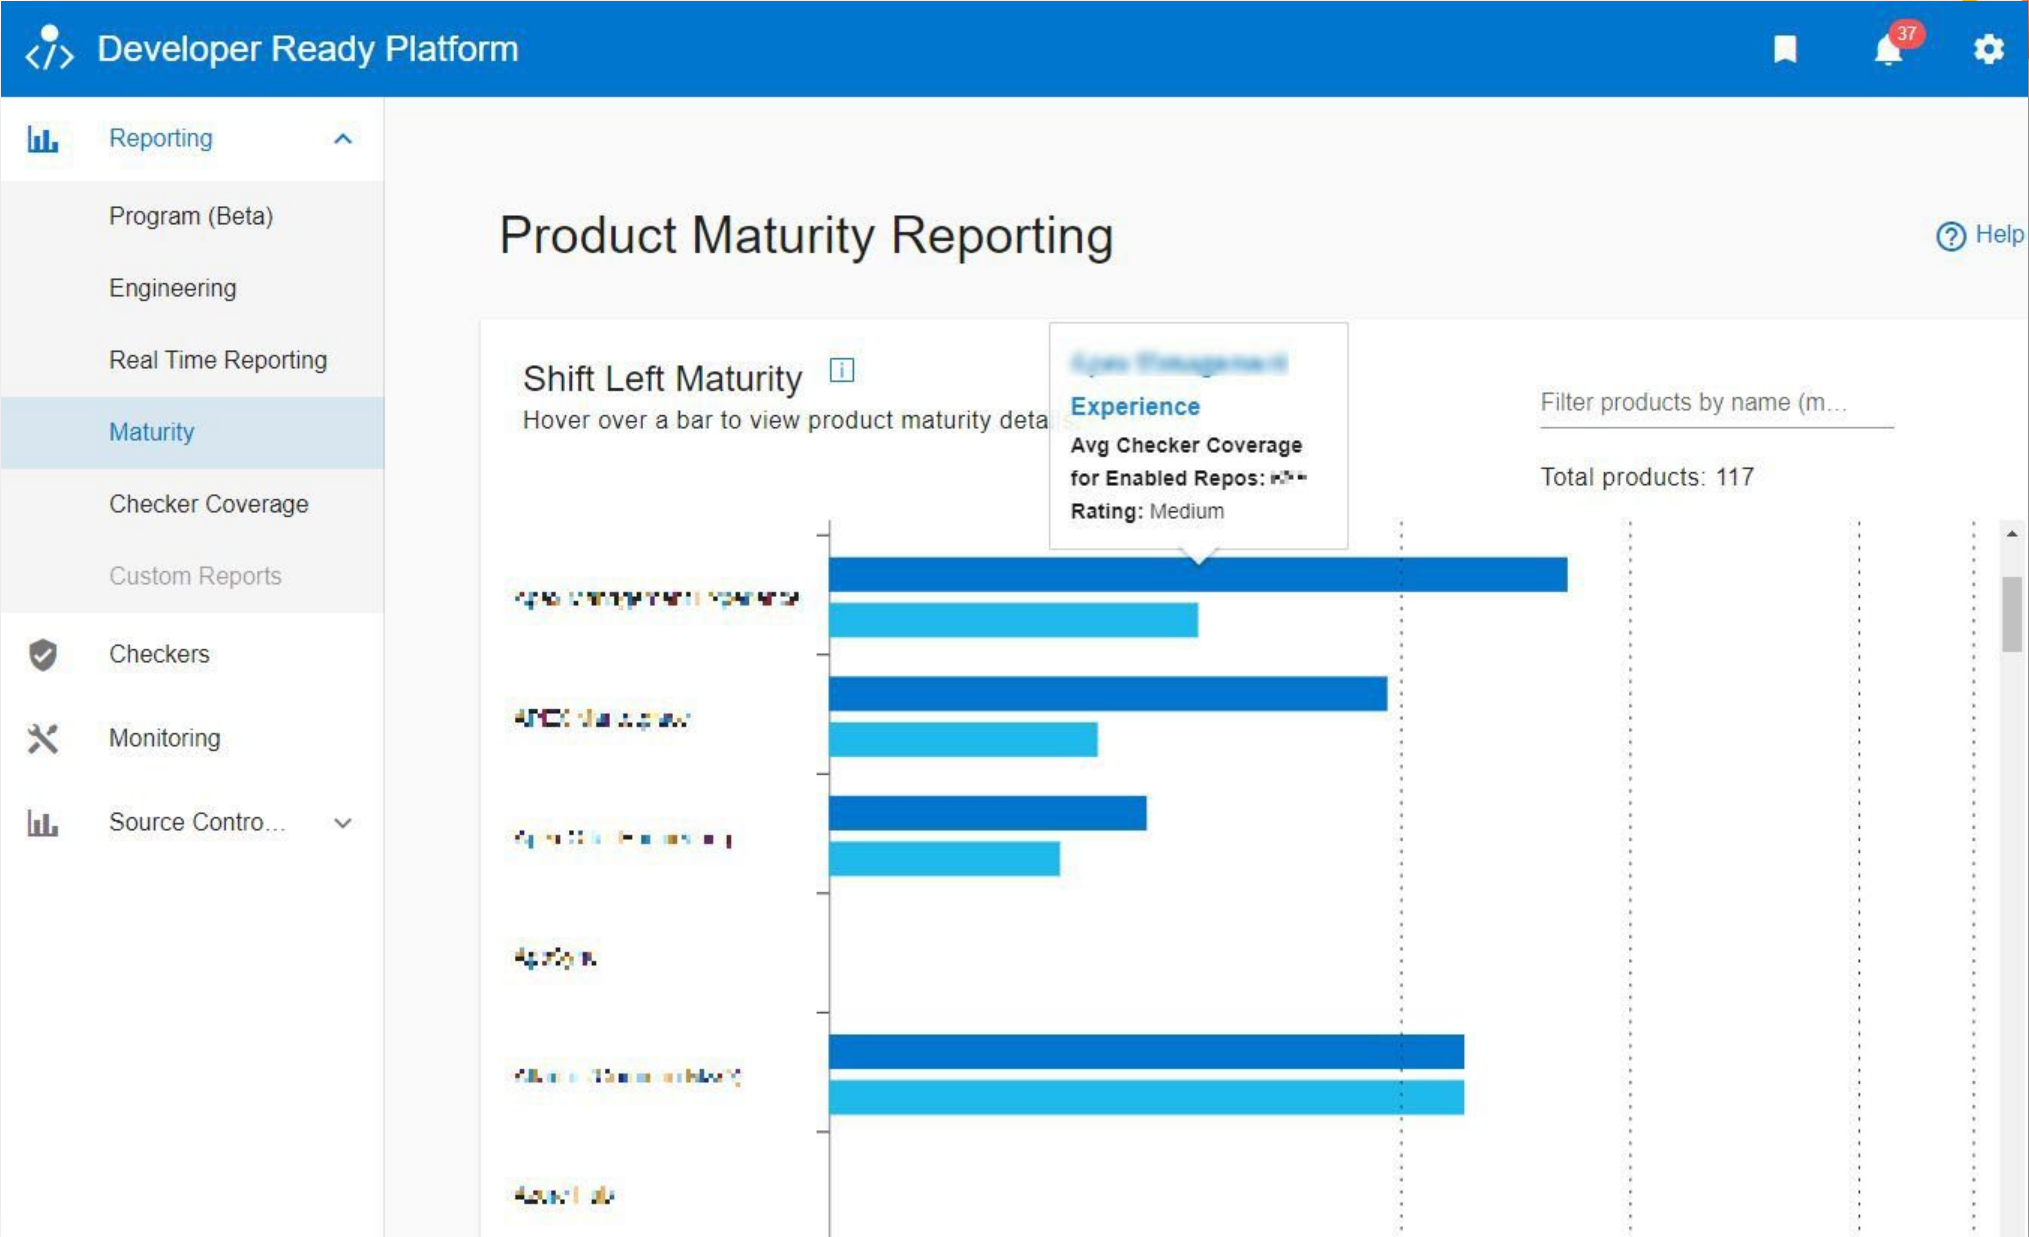 Developer Ready Platform
37
Reporting
Program (Beta)
Engineering
Real Time Reporting
Maturity
Checker Coverage
Custom Reports
Checkers
Monitoring
Source Contro...
Product Maturity Reporting
Help
Shift Left Maturity
Hover over a bar to view product maturity details
Experience
Avg Checker Coverage
for Enabled Repos:
Rating: Medium
Filter products by name (m...
Total products: 117